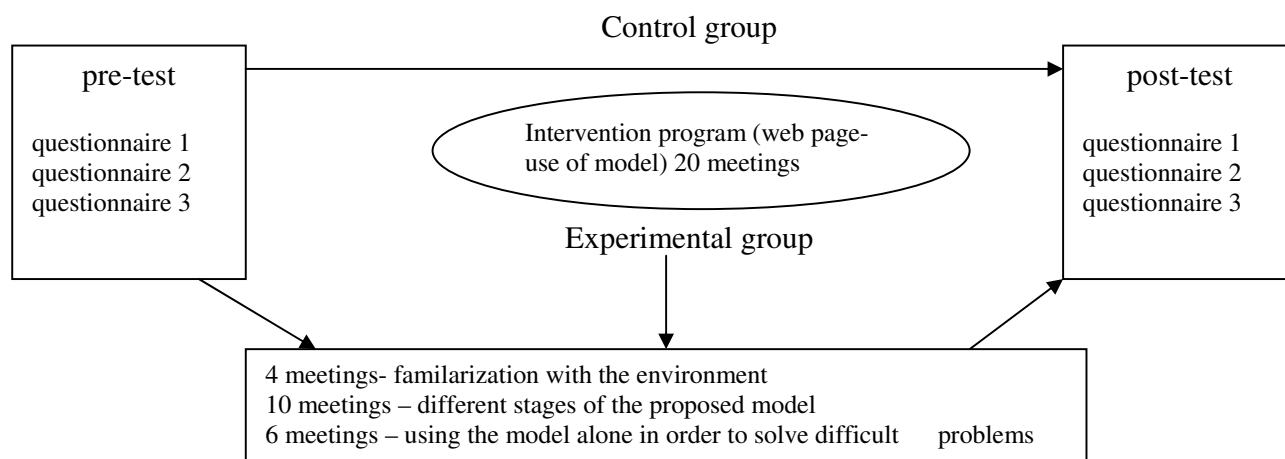 Control group
pre-test
questionnaire 1
questionnaire 2
questionnaire 3
Intervention program (web page-
use of model) 20 meetings
post-test
questionnaire 1
questionnaire 2
questionnaire 3
Experimental group
4 meetings- familarization with the environment
10 meetings – different stages of the proposed model
6 meetings – using the model alone in order to solve difficult problems